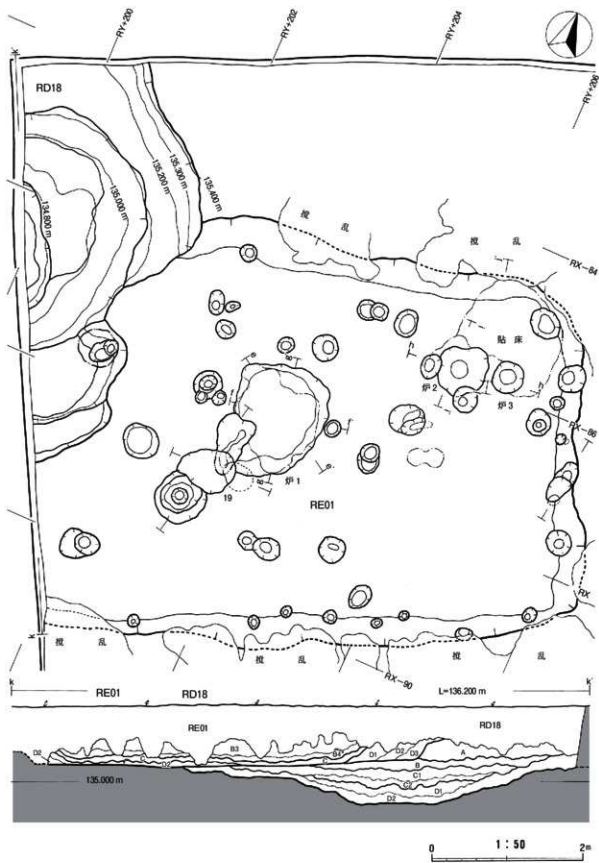 RY+200
RY+202
RY+204
RY+206
RD18
135.400 m
135.300 m
135.200 m
135.000 m
134.800 m
撹 乱
撹 乱
RX-84
貼床
炉2
炉3
RX-86
炉1
19
RE01
RX
撹 乱
撹 乱
撹 乱
RX-90
k
k'
RE01
RD18
L=136.200 m
RE01
RD18
D2
C
D2
B3
B4
C
D1
D2
D3
A
B
C1
C2
D1
D2
135.000 m
1:50
0
2m